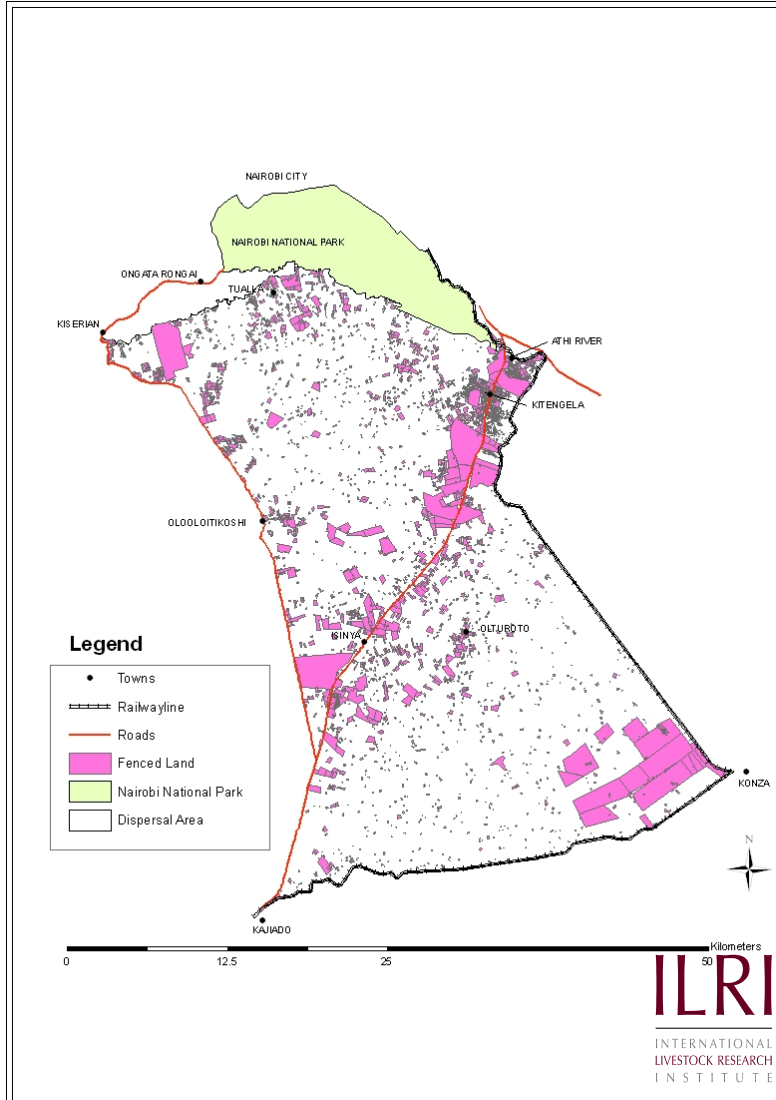 NAIROBI CITY
NAIROBI NATIONAL PARK
ONGATA RONGAI
TUALLA
KISERIAN
ATHI RIVER
KITENGELA
OLOOLOITIKOSHI
ISINYA
OLTUROTO
Legend
Towns
Railwayline
Roads
Fenced Land
Nairobi National Park
Dispersal Area
KONZA
N
KAJIADO
Kilometers
0 12.5 25 50
ILRI
INTERNATIONAL
LIVESTOCK RESEARCH
INSTITUTE